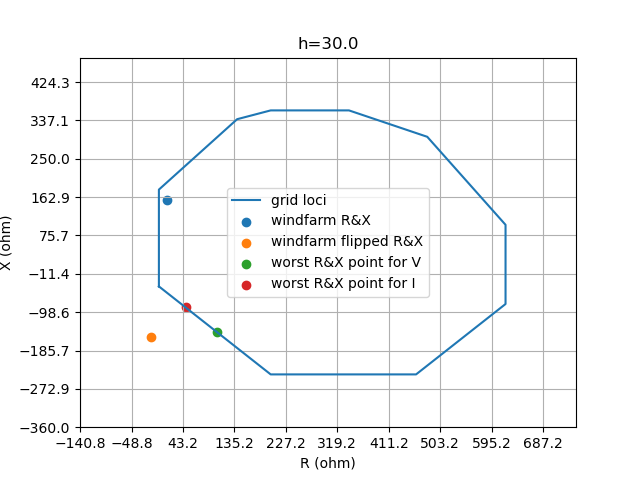 h=30.0
424.3
337.1
250.0
162.9
75.7
−11.4
−98.6
−185.7
−272.9
−360.0
X (ohm)
grid loci
windfarm R&X
windfarm flipped R&X
worst R&X point for V
worst R&X point for I
−140.8 −48.8 43.2 135.2 227.2 319.2 411.2 503.2 595.2 687.2
R (ohm)